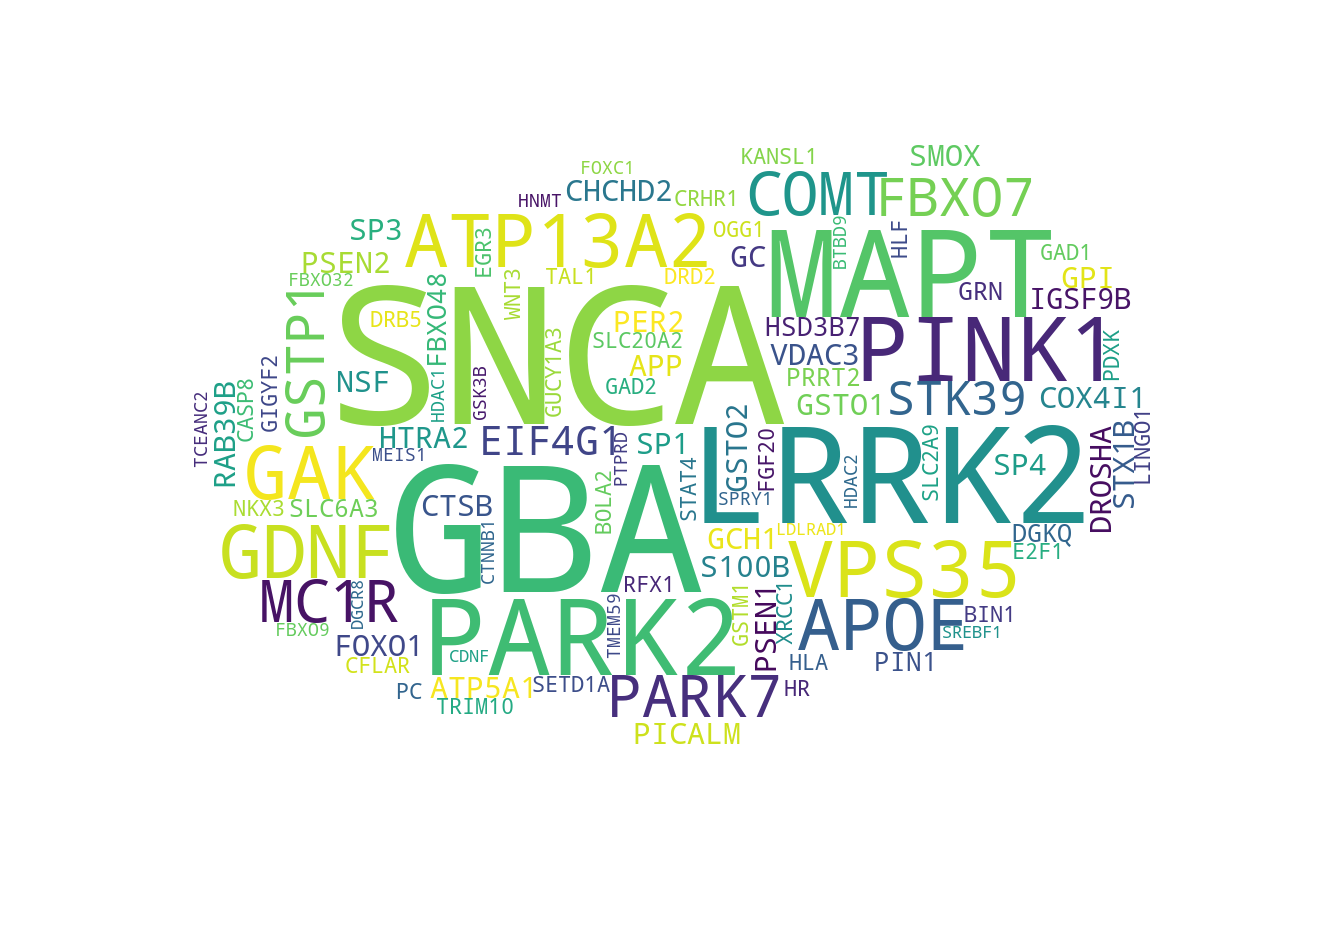 SMOX
KANSL1
FOXC1
CHCHD2
COMT
FBXO7
HNMT
CRHR1
SP3
ATP13A2
OGG1
BTBD9
HLF
EGR3
GC
MAPT
GAD1
PSEN2
FBXO32
TAL1
DRD2
GPI
WNT3
GRN
IGSF9B
GSTP1
DRB5
FBXO48
SNCA
PER2
HSD3B7
PINK1
SLC20A2
VDAC3
PDXK
APP
GUCY1A3
GIGYF2
NSF
HDAC1
GSK3B
GAD2
PRRT2
STK39
COX4I1
GSTO1
TCEANC2
RAB39B
CASP8
HTRA2
EIF4G1
SP1
GSTO2
LRRK2
SLC2A9
DROSHA
STX1B
LINGO1
MEIS1
PTPRD
FGF20
HDAC2
SP4
GAK
GBA
STAT4
SPRY1
NKX3
SLC6A3
CTSB
BOLA2
CTNNB1
LDLRAD1
GCH1
DGKQ
E2F1
GDNF
S100B
VPS35
MC1R
DGCR8
RFX1
PARK2
TMEM59
GSTM1
PSEN1
XRCC1
APOE
BIN1
SREBF1
FBXO9
FOXO1
CDNF
CFLAR
HLA
PIN1
PC
ATP5A1
SETD1A
PARK7
HR
TRIM10
PICALM